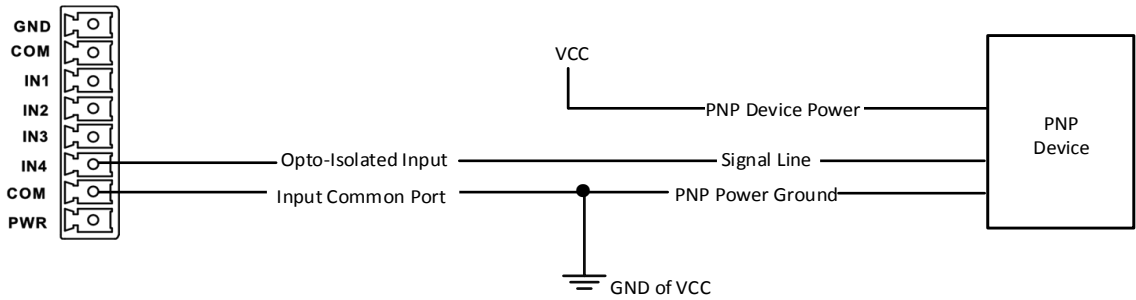 GND
COM
IN1
IN2
IN3
IN4
COM
PWR
VCC
PNP Device Power
Opto-Isolated Input
Signal Line
Input Common Port
PNP Power Ground
GND of VCC
PNP
Device